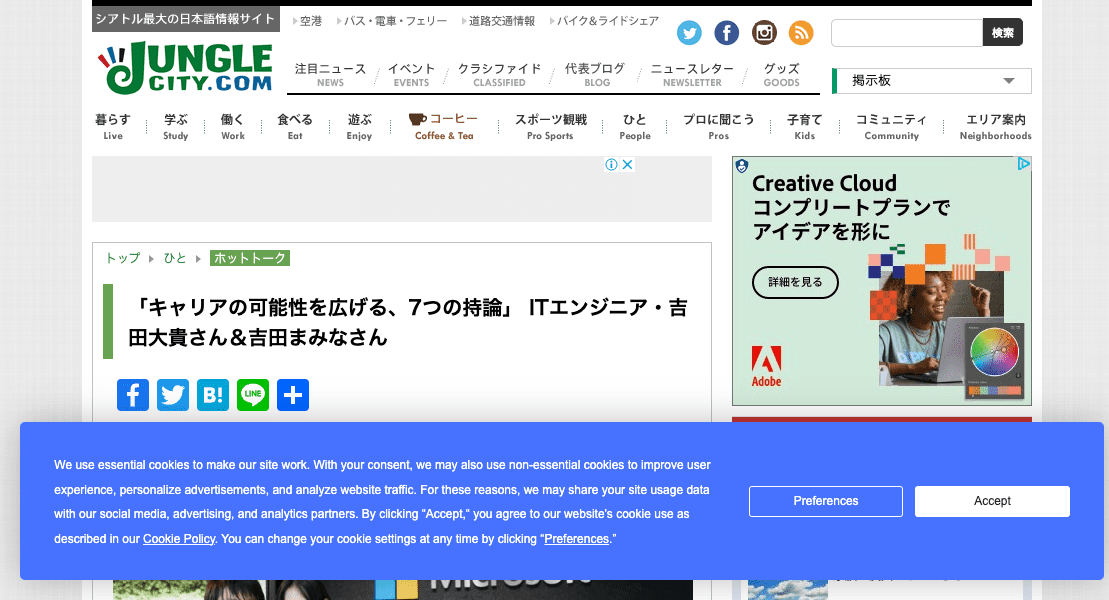 シアトル最大の日本語情報サイト
空港 バス・電車・フェリー 道路交通情報 バイク&ライドシェア
検索
JUNGLE
CITY.COM
注目ニュース イベント クラシファイド 代表ブログ ニュースレター グッズ
NEWS EVENTS CLASSIFIED BLOG NEWSLETTER GOODS
掲示板
暮らす 学ぶ 働く 食べる 遊ぶ コーヒー スポーツ観戦 ひと プロに聞こう 子育て コミュニティ エリア案内
Live Study Work Eat Enjoy Coffee & Tea Pro Sports People Pros Kids Community Neighborhoods
Creative Cloud
コンプリートプランで
アイデアを形に
詳細を見る
Adobe
トップ ひと ホットトーク
「キャリアの可能性を広げる、7つの持論」 ITエンジニア・吉
田大貴さん&吉田まみなさん
B!
LINE
We use essential cookies to make our site work. With your consent, we may also use non-essential cookies to improve user
experience, personalize advertisements, and analyze website traffic. For these reasons, we may share your site usage data
with our social media, advertising, and analytics partners. By clicking “Accept,” you agree to our website's cookie use as
described in our Cookie Policy. You can change your cookie settings at any time by clicking “Preferences.”
Preferences
Accept
Microsoft